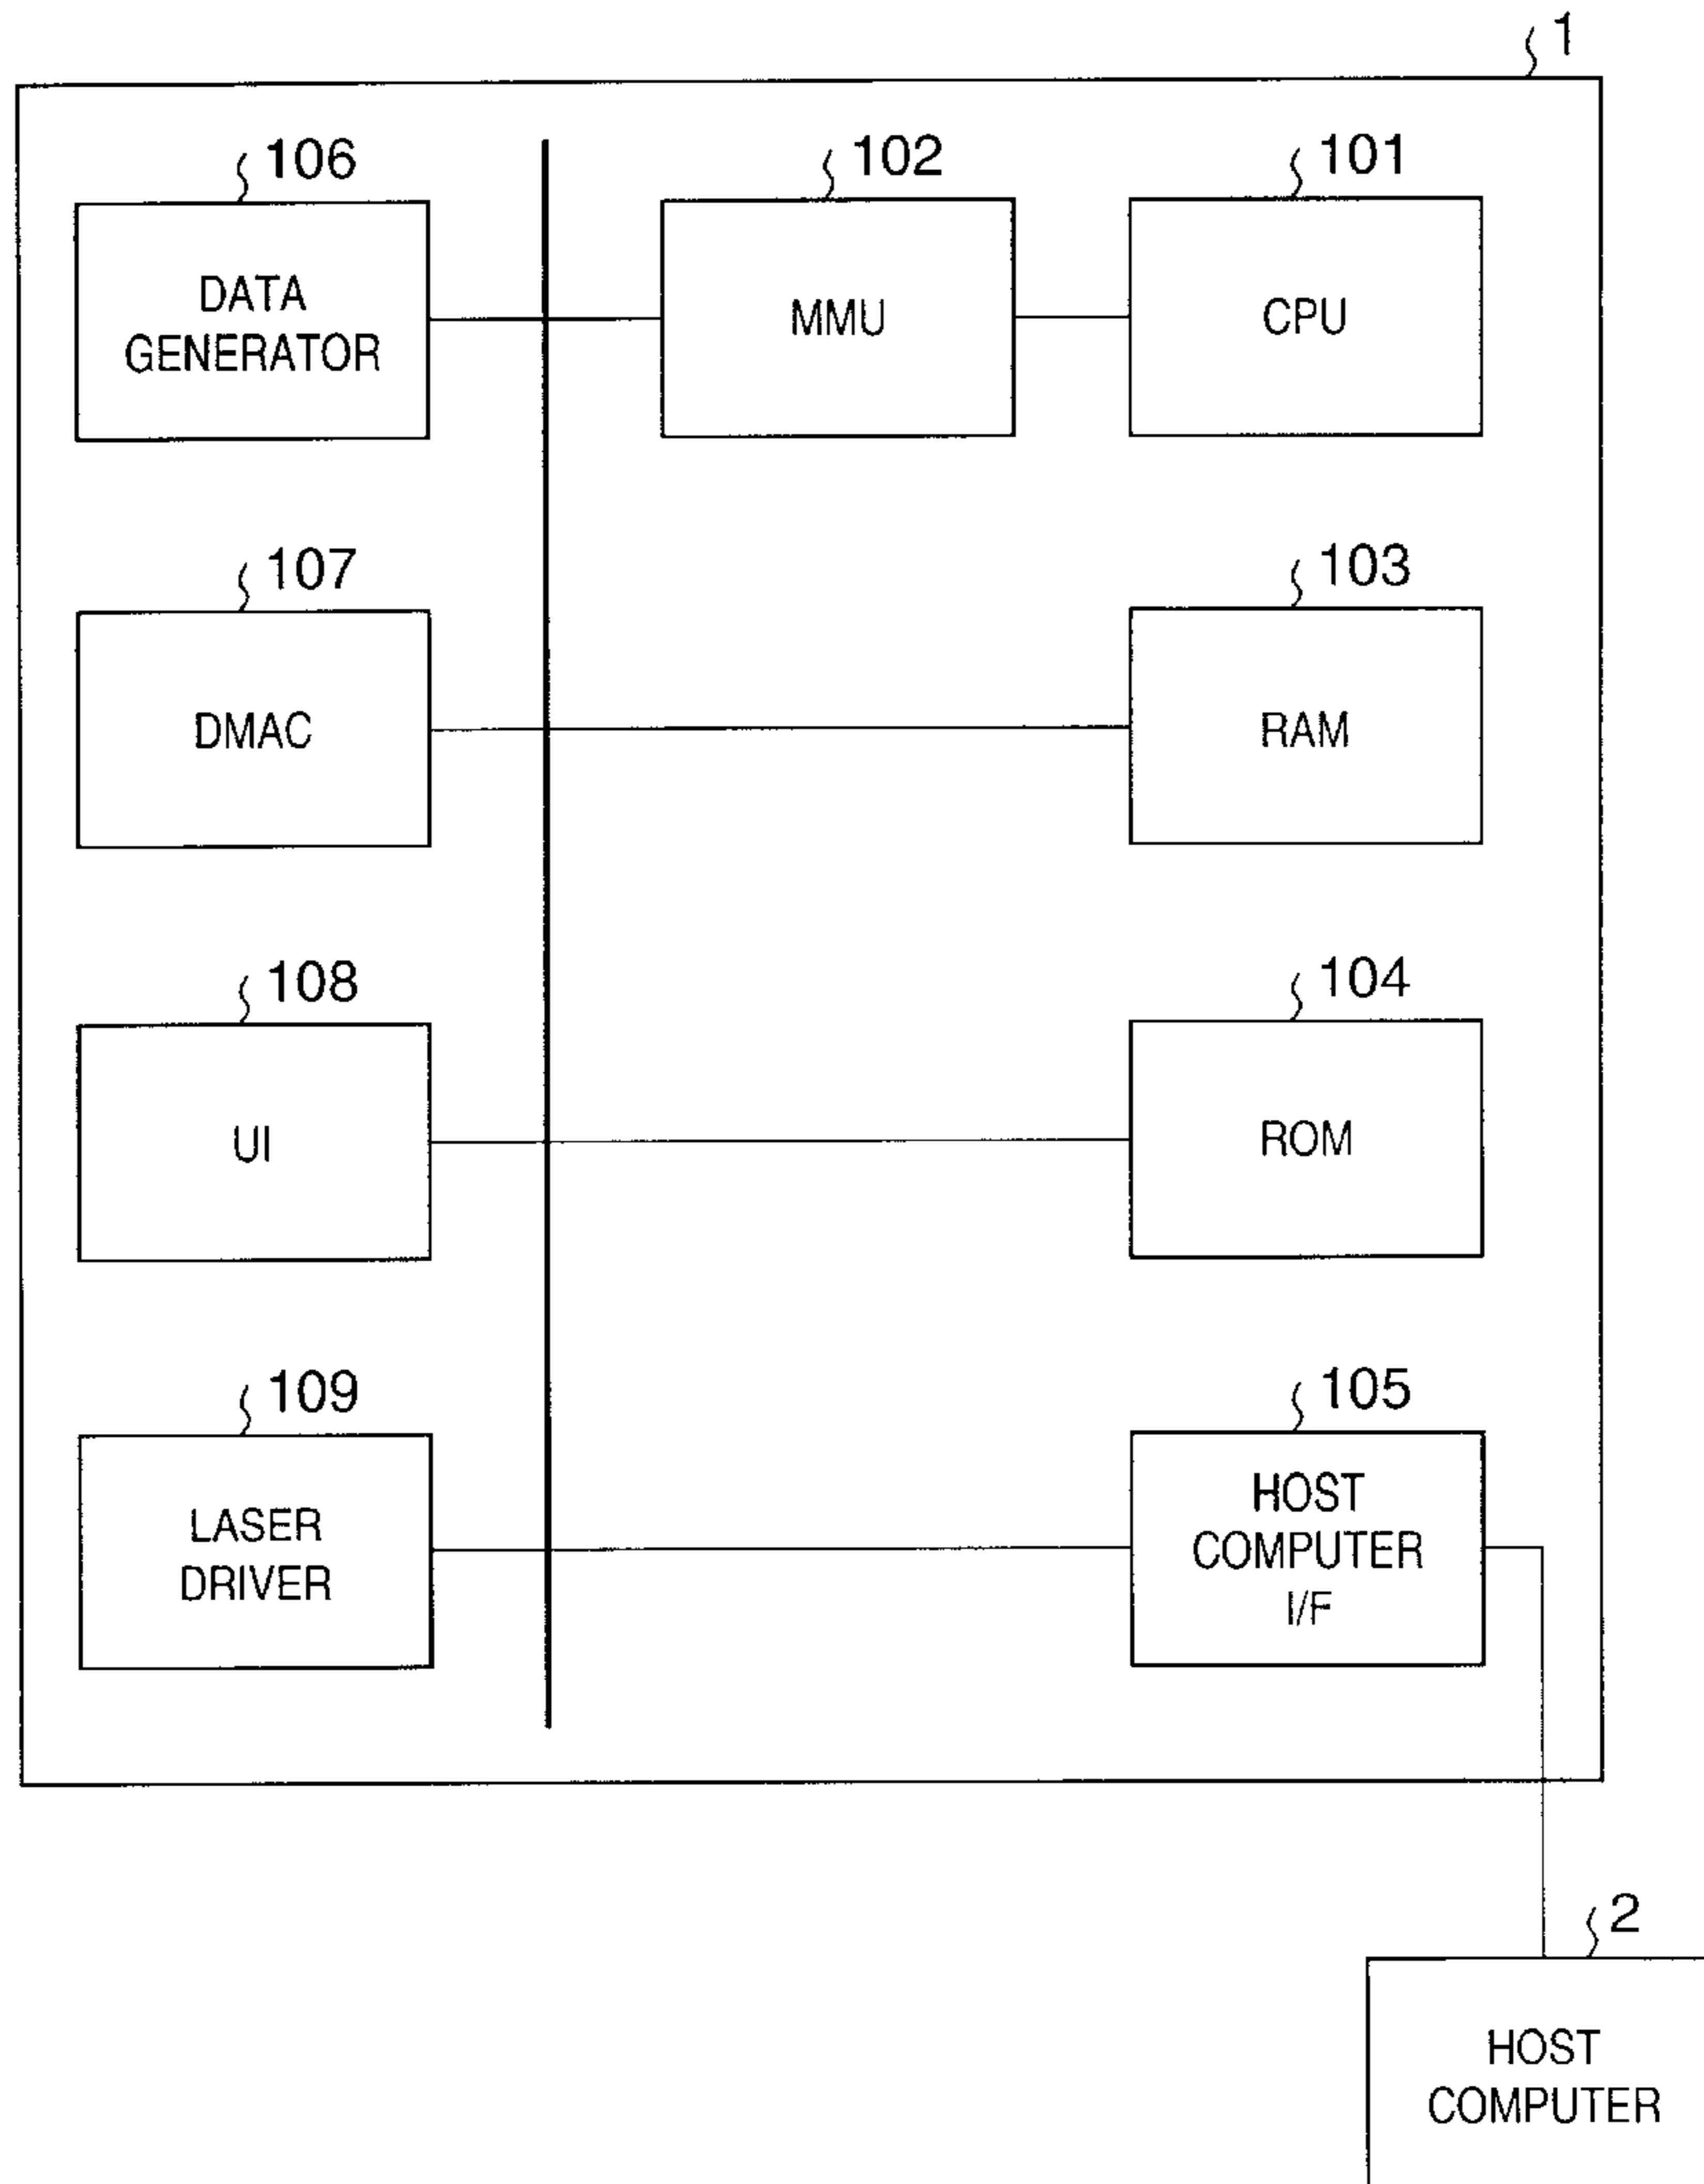 1
106
102
101
DATA
GENERATOR
MMU
CPU
107
103
DMAC
RAM
108
104
UI
ROM
109
105
LASER
DRIVER
HOST
COMPUTER
I/F
2
HOST
COMPUTER